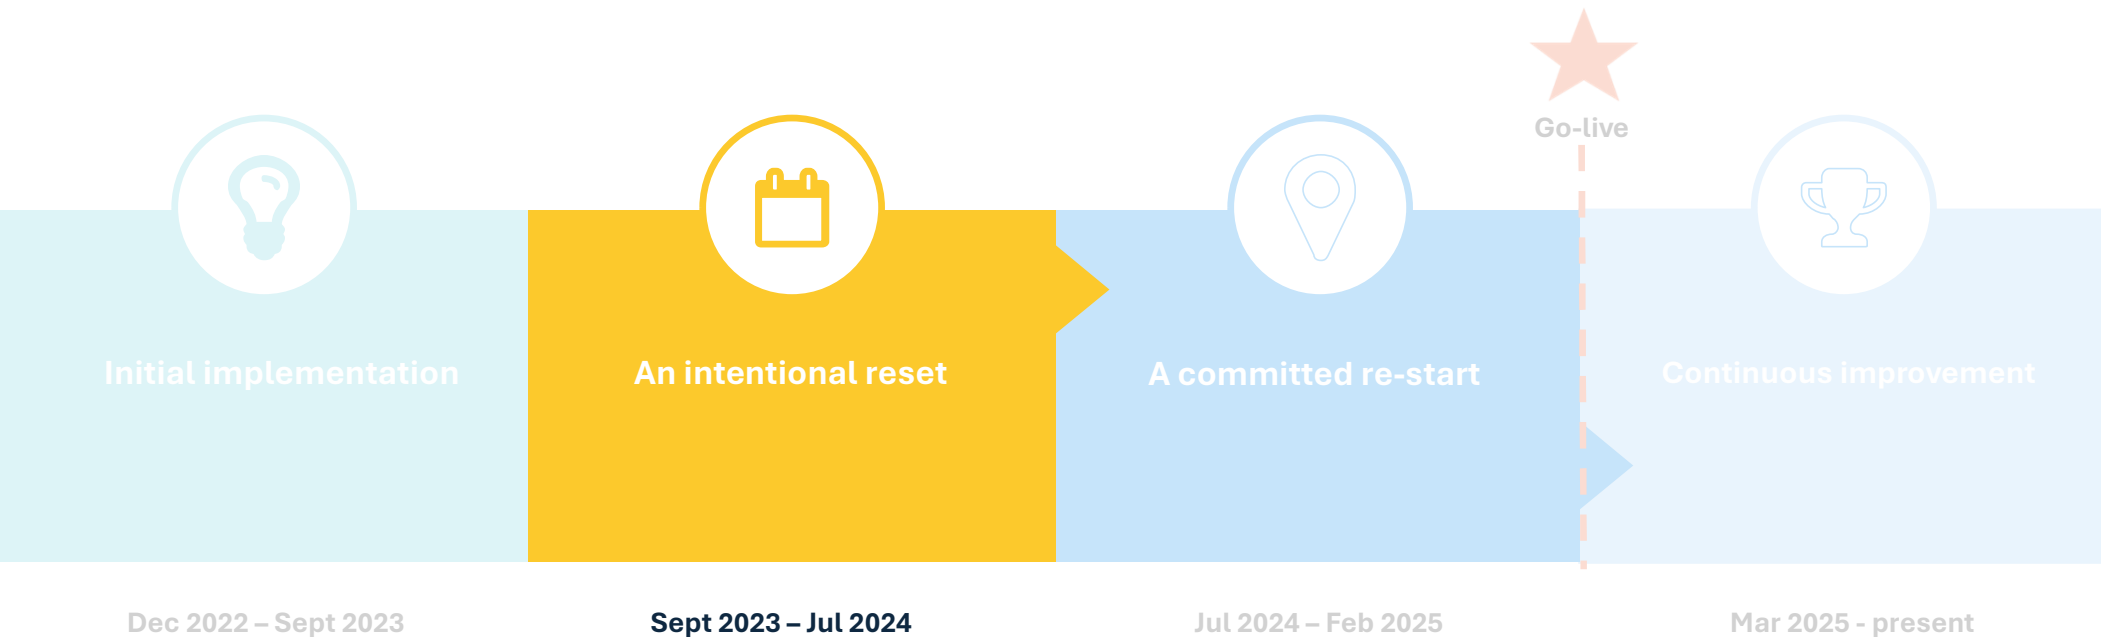 Go-live
Initial implementation
An intentional reset
A committed re-start
Continuous improvement
Dec 2022 – Sept 2023
Sept 2023 – Jul 2024
Jul 2024 – Feb 2025
Mar 2025 - present